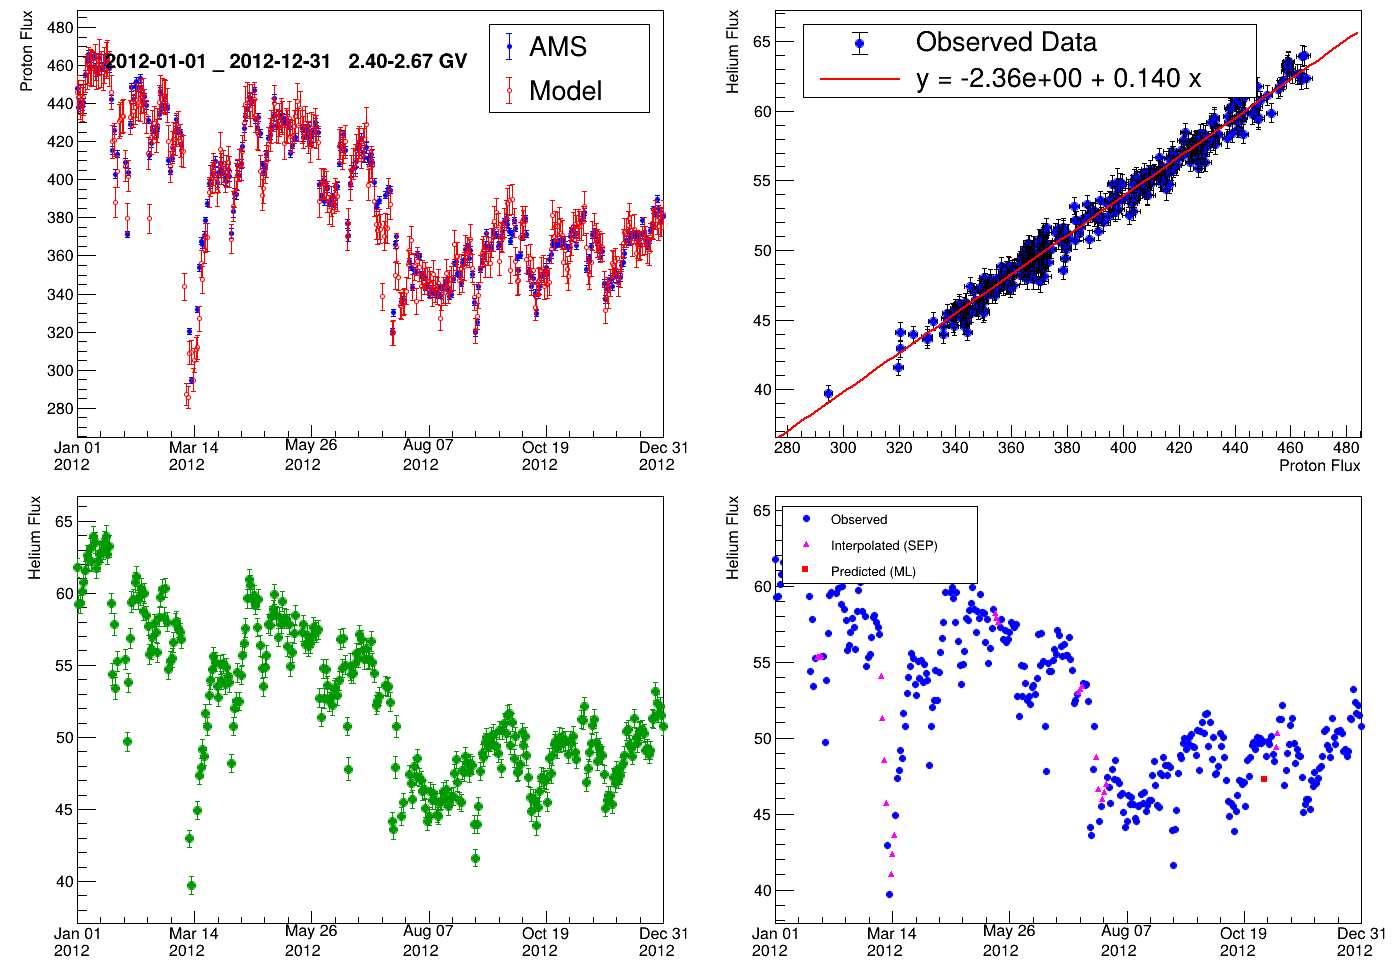 Proton Flux
480
460
440
420
400
380
360
340
320
300
280
2012-01-01 _ 2012-12-31 2.40-2.67 GV
AMS
Model
Jan 01 2012
Mar 14 2012
May 26 2012
Aug 07 2012
Oct 19 2012
Dec 31 2012
Helium Flux
65
60
55
50
45
40
Observed Data
y = -2.36e+00 + 0.140 x
280 300 320 340 360 380 400 420 440 460 480
Proton Flux
Helium Flux
65
60
55
50
45
40
Jan 01 2012
Mar 14 2012
May 26 2012
Aug 07 2012
Oct 19 2012
Dec 31 2012
Helium Flux
65
60
55
50
45
40
Observed
Interpolated (SEP)
Predicted (ML)
Jan 01 2012
Mar 14 2012
May 26 2012
Aug 07 2012
Oct 19 2012
Dec 31 2012